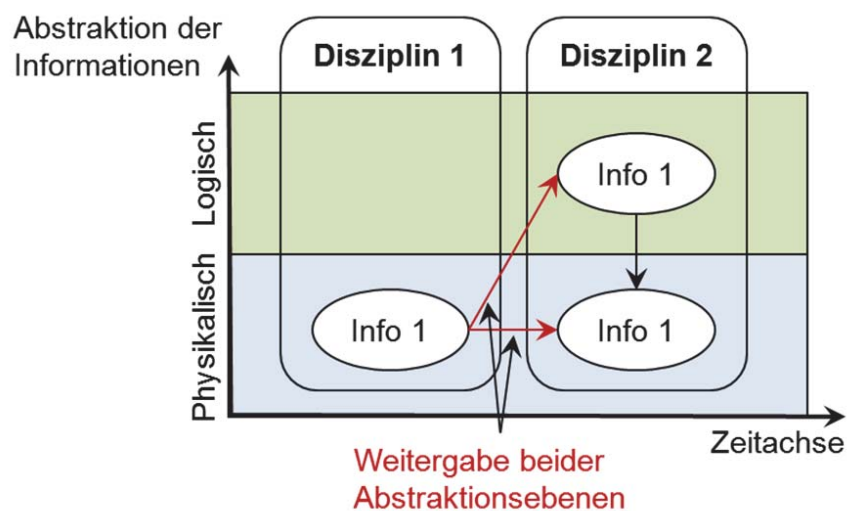 Abstraktion der
Informationen
Disziplin 1
Disziplin 2
Logisch
Info 1
Physikalisch
Info 1
Info 1
Zeitachse
Weitergabe beider
Abstraktionsebenen